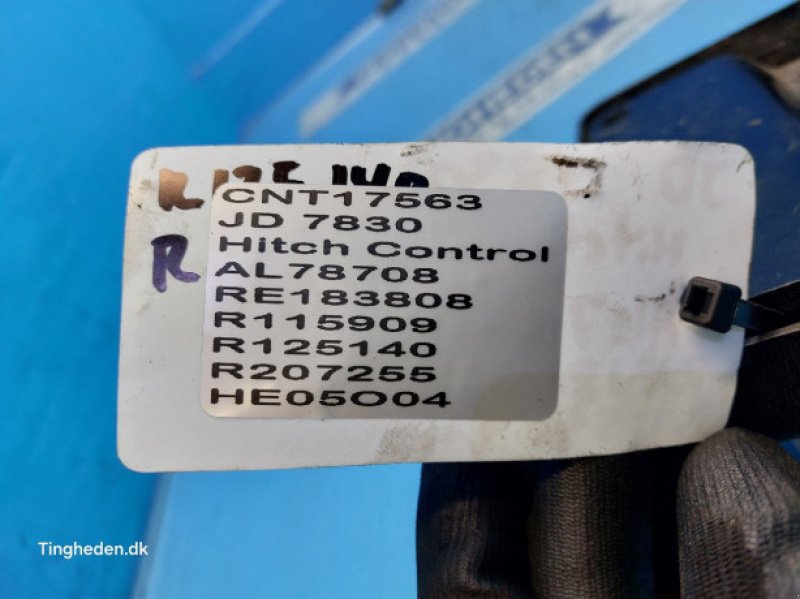 CNT17563
JD 7830
Hitch Control
AL78708
RE183808
R115909
R125140
R207255
HE05O04
R
Tingheden.dk